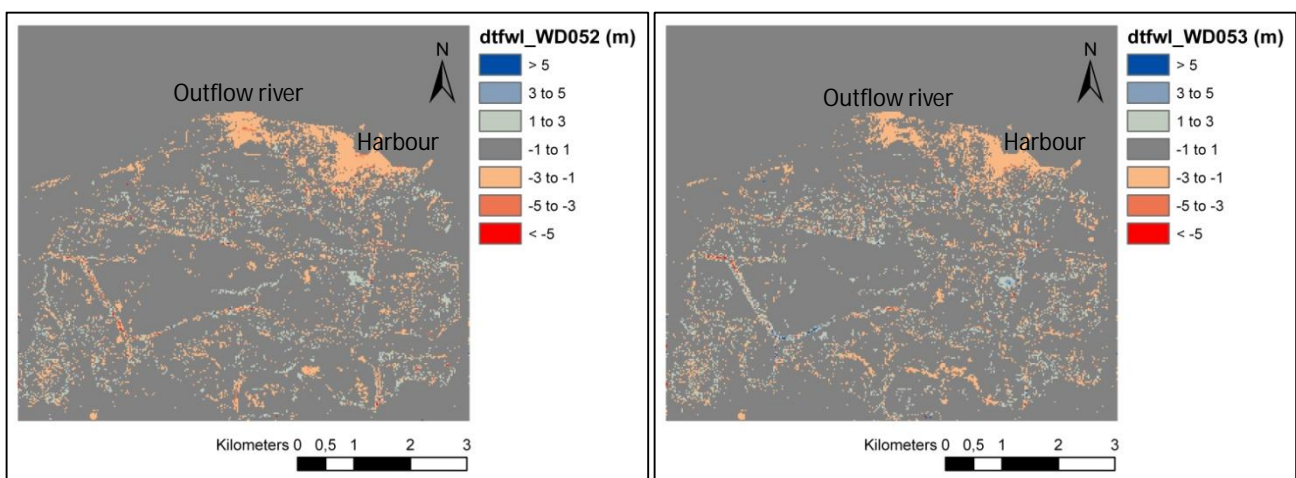 dtfwl_WD052 (m)
> 5
3 to 5
1 to 3
-1 to 1
-3 to -1
-5 to -3
< -5
N
Outflow river
Harbour
Kilometers 0 0,5 1 2 3
dtfwl_WD053 (m)
> 5
3 to 5
1 to 3
-1 to 1
-3 to -1
-5 to -3
< -5
N
Outflow river
Harbour
Kilometers 0 0,5 1 2 3